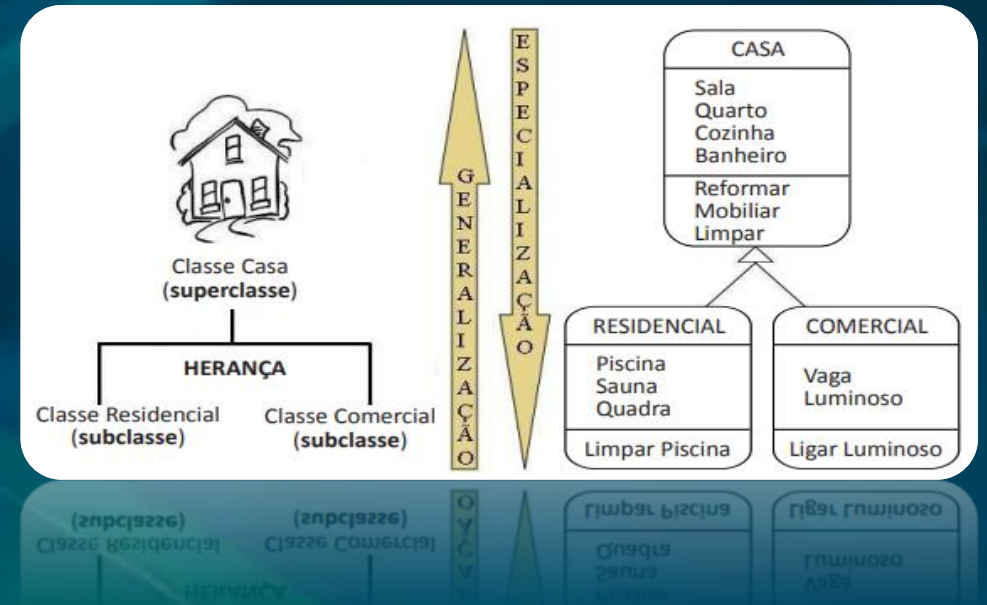 Classe Casa
(superclasse)
HERANÇA
Classe Residencial
(subclasse)
Classe Comercial
(subclasse)
GENERALIZAÇÃO
ESPECIALIZAÇÃO
CASA
Sala
Quarto
Cozinha
Banheiro
Reformar
Mobiliar
Limpar
RESIDENCIAL
Piscina
Sauna
Quadra
Limpar Piscina
COMERCIAL
Vaga
Luminoso
Ligar Luminoso